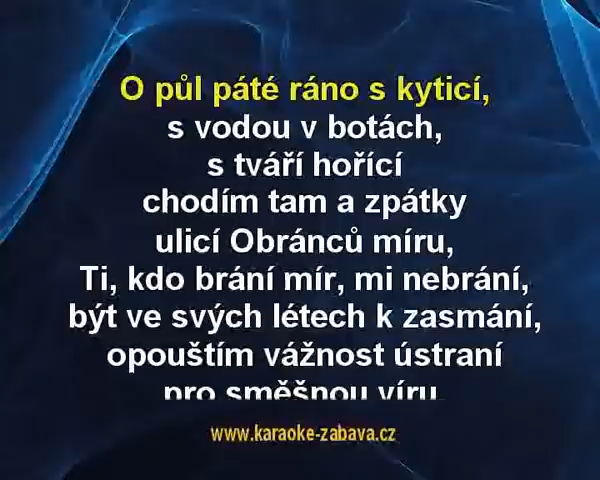 O půl páté ráno s kyticí,
s vodou v botách,
s tváří hořící
chodím tam a zpátky
ulicí Obránců míru,
Ti, kdo brání mír, mi nebrání,
být ve svých létech k zasmání,
opouštím vážnost ústraní
pro směšnou víru
www.karaoke-zabava.cz